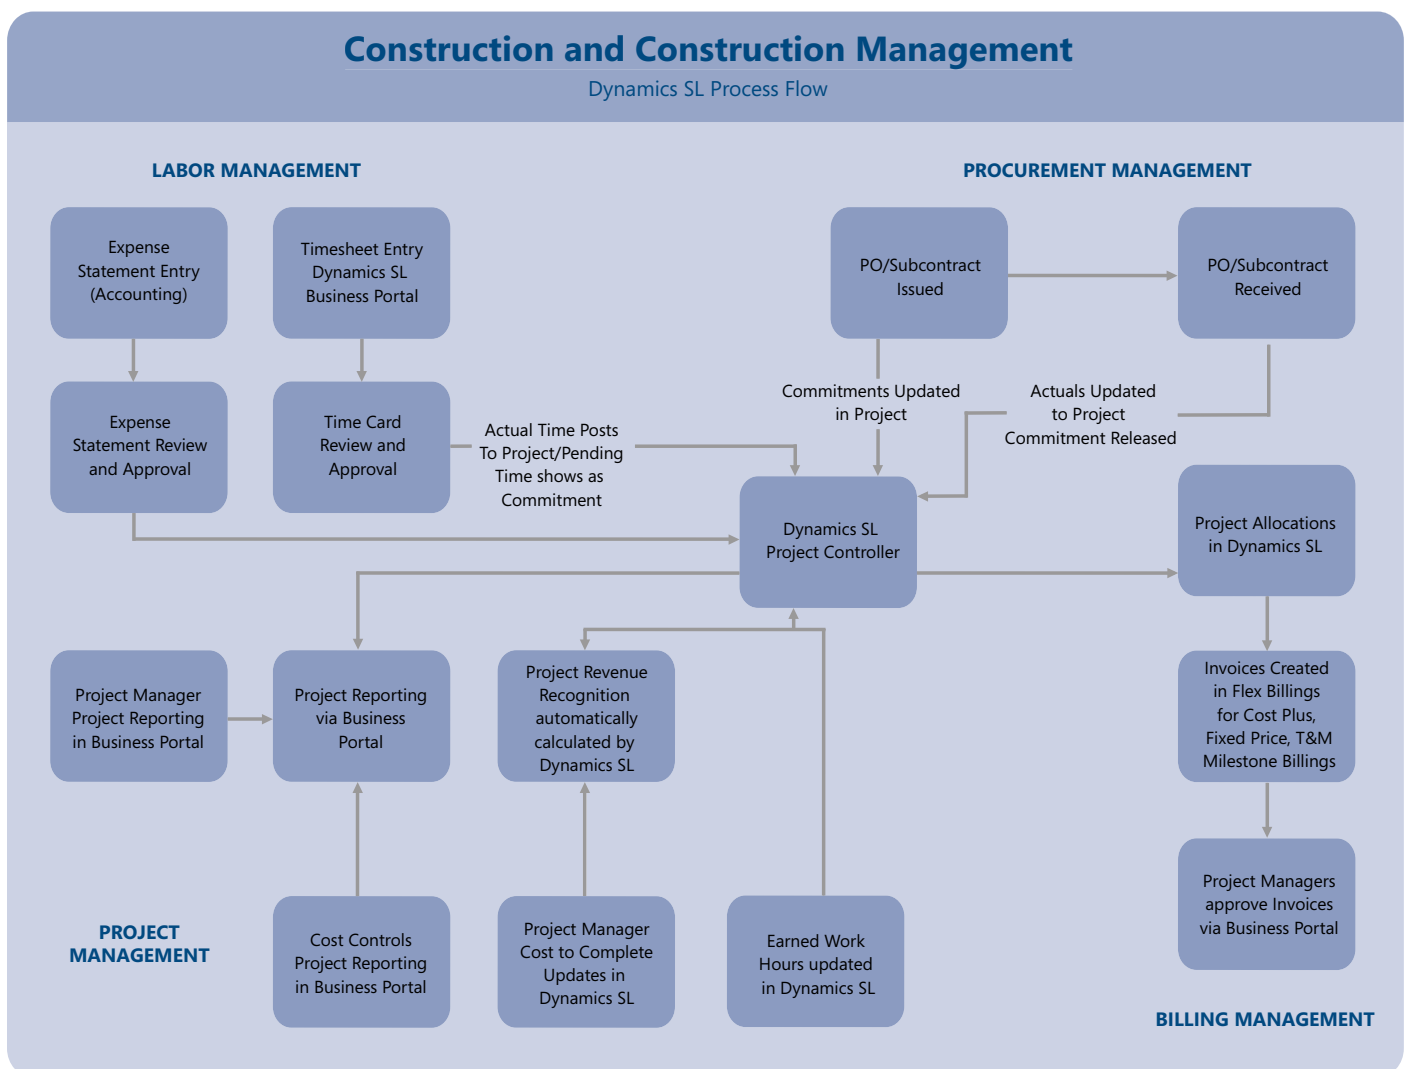 Construction and Construction Management
Dynamics SL Process Flow
LABOR MANAGEMENT
PROCUREMENT MANAGEMENT
Expense
Statement Entry
(Accounting)
Timesheet Entry
Dynamics SL
Business Portal
PO/Subcontract
Issued
PO/Subcontract
Received
Expense
Statement Review
and Approval
Time Card
Review and
Approval
Actual Time Posts
To Project/Pending
Time shows as
Commitment
Commitments Updated
in Project
Actuals Updated
to Project
Commitment Released
Dynamics SL
Project Controller
Project Allocations
in Dynamics SL
Project Manager
Project Reporting
in Business Portal
Project Reporting
via Business
Portal
Project Revenue
Recognition
automatically
calculated by
Dynamics SL
Invoices Created
in Flex Billings
for Cost Plus,
Fixed Price, T&M
Milestone Billings
PROJECT
MANAGEMENT
Cost Controls
Project Reporting
in Business Portal
Project Manager
Cost to Complete
Updates in
Dynamics SL
Earned Work
Hours updated
in Dynamics SL
Project Managers
approve Invoices
via Business Portal
BILLING MANAGEMENT